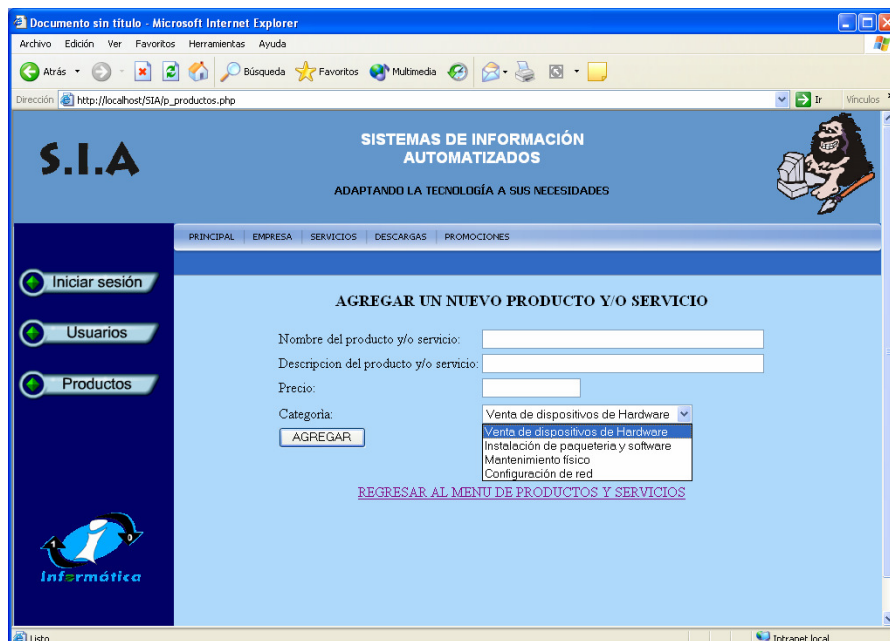 Documento sin título - Microsoft Internet Explorer
Archivo Edición Ver Favoritos Herramientas Ayuda
Atrás Búsqueda Favoritos Multimedia
Dirección http://localhost/SIA/p_productos.php Ir Vínculos
S.I.A
SISTEMAS DE INFORMACIÓN
AUTOMATIZADOS
ADAPTANDO LA TECNOLOGÍA A SUS NECESIDADES
PRINCIPAL EMPRESA SERVICIOS DESCARGAS PROMOCIONES
Iniciar sesión
Usuarios
Productos
AGREGAR UN NUEVO PRODUCTO Y/O SERVICIO
Nombre del producto y/o servicio:
Descripcion del producto y/o servicio:
Precio:
Categoría: Venta de dispositivos de Hardware
Venta de dispositivos de Hardware
Instalación de paqueteria y software
Mantenimiento físico
Configuración de red
AGREGAR
REGRESAR AL MENU DE PRODUCTOS Y SERVICIOS
1 0
Informática
Listo Intranet local